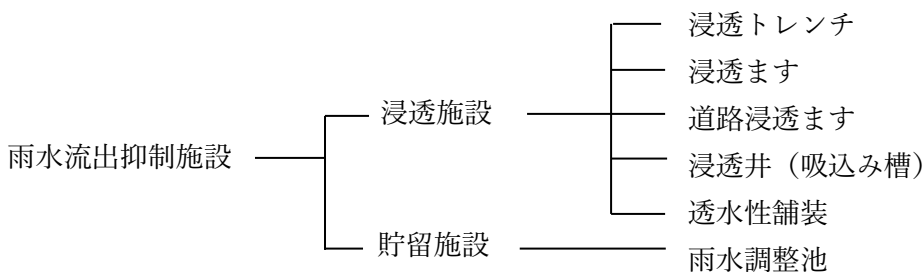 雨水流出抑制施設
浸透施設
浸透トレンチ
浸透ます
道路浸透ます
浸透井（吸込み槽）
透水性舗装
貯留施設
雨水調整池